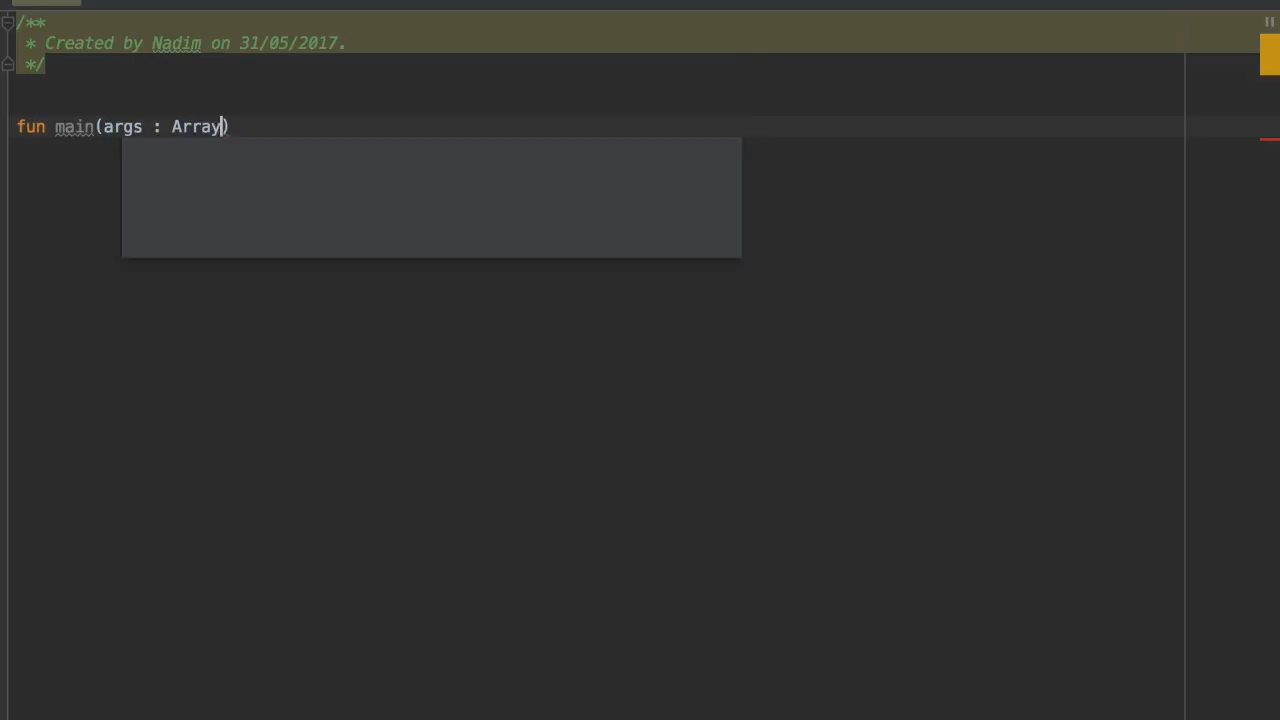 /**
* Created by Nadim on 31/05/2017.
*/
fun main(args : Array)